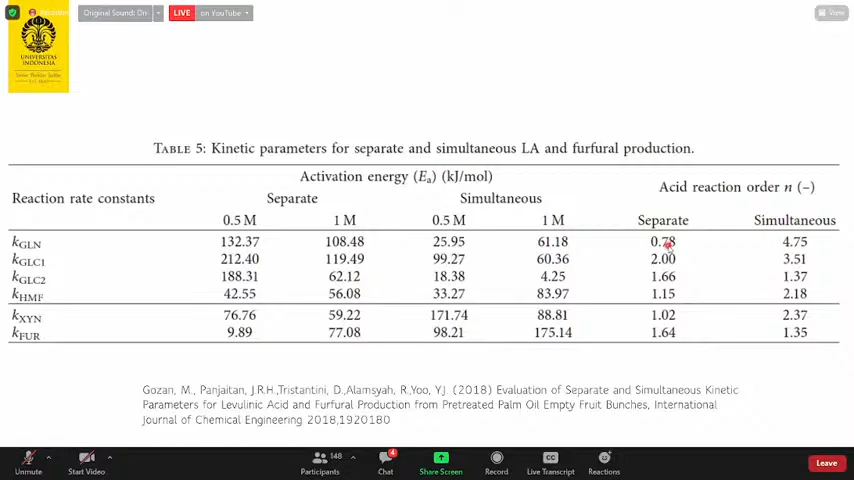 Original Sound: Div
LIVE
on YouTube
View
UNIVERSITAS
INDONESIA
TABLE 5: Kinetic parameters for separate and simultaneous LA and furfural production.
Reaction rate constants Activation energy (Ea) (kJ/mol) Acid reaction order n (–)
Separate Simultaneous
0.5 M 1 M 0.5 M 1 M Separate Simultaneous
kGLN 132.37 108.48 25.95 61.18 0.78 4.75
kGLC1 212.40 119.49 99.27 60.36 2.00 3.51
kGLC2 188.31 62.12 18.38 4.25 1.66 1.37
kHMF 42.55 56.08 33.27 83.97 1.15 2.18
kXYN 76.76 59.22 171.74 88.81 1.02 2.37
kFUR 9.89 77.08 98.21 175.14 1.64 1.35
Gozan, M., Panjaitan, J.R.H.,Tristantini, D.,Alamsyah, R.,Yoo, Y.J. (2018) Evaluation of Separate and Simultaneous Kinetic
Parameters for Levulinic Acid and Furfural Production from Pretreated Palm Oil Empty Fruit Bunches, International
Journal of Chemical Engineering 2018,1920180
148
4
Unmute Start Video Participants Chat Share Screen Record Live Transcript Reactions Leave
CC